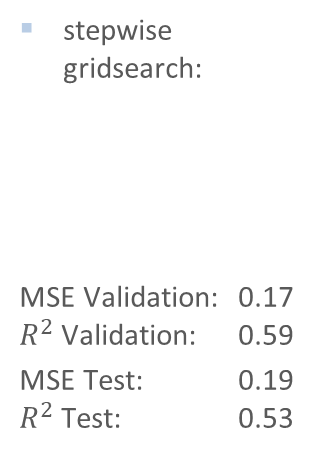 ▪ stepwise
gridsearch:
MSE Validation: 0.17
R² Validation: 0.59
MSE Test: 0.19
R² Test: 0.53